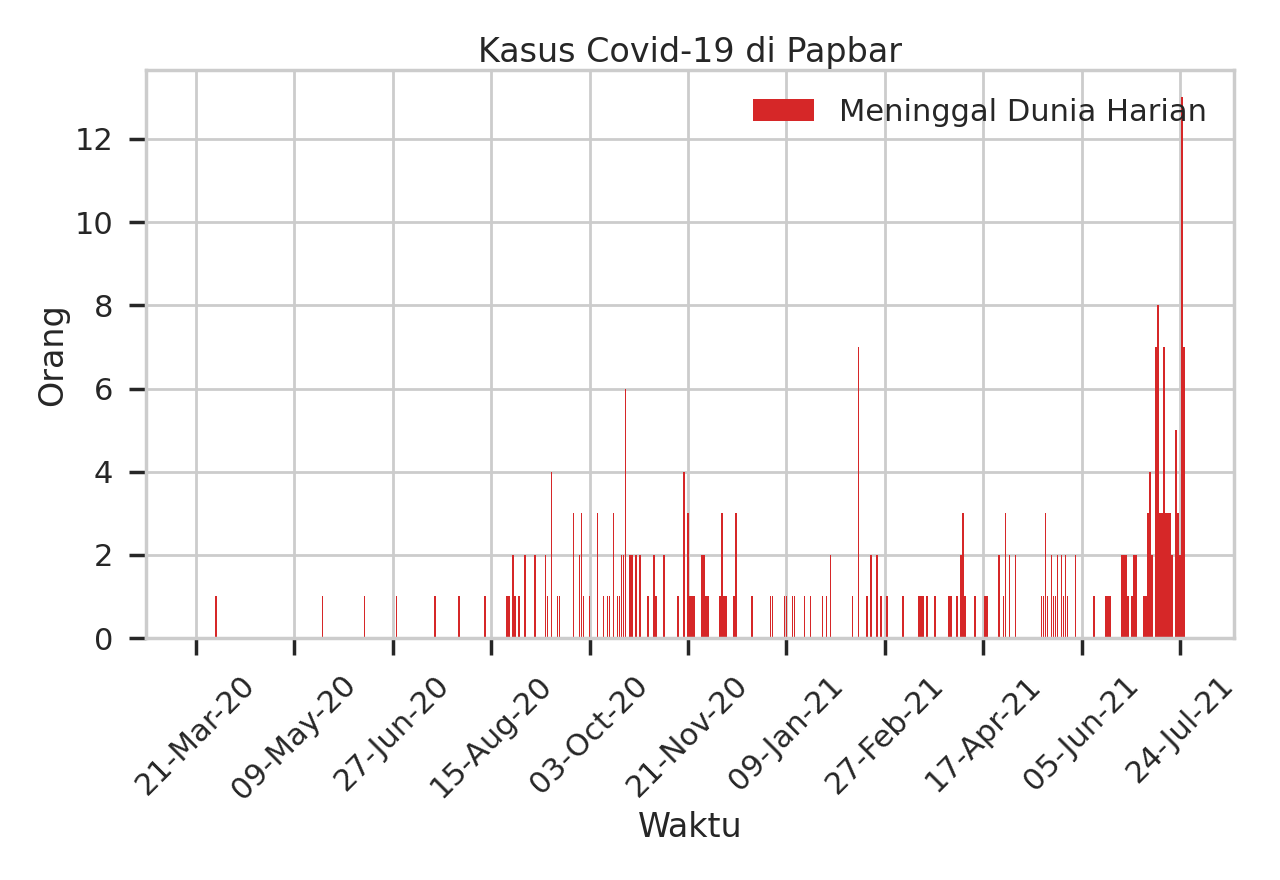 Kasus Covid-19 di Papbar
Meninggal Dunia Harian
Orang
12
10
8
6
4
2
0
21-Mar-20
09-May-20
27-Jun-20
15-Aug-20
03-Oct-20
21-Nov-20
09-Jan-21
27-Feb-21
17-Apr-21
05-Jun-21
24-Jul-21
Waktu